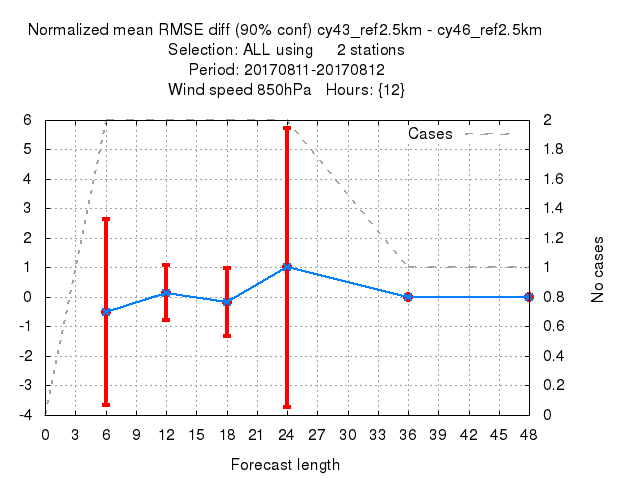 Normalized mean RMSE diff (90% conf) cy43_ref2.5km - cy46_ref2.5km
Selection: ALL using     2 stations
Period: 20170811-20170812
Wind speed 850hPa   Hours: {12}
Cases
6
5
4
3
2
1
0
-1
-2
-3
-4
2
1.8
1.6
1.4
1.2
1
0.8
0.6
0.4
0.2
0
No cases
0 3 6 9 12 15 18 21 24 27 30 33 36 39 42 45 48
Forecast length